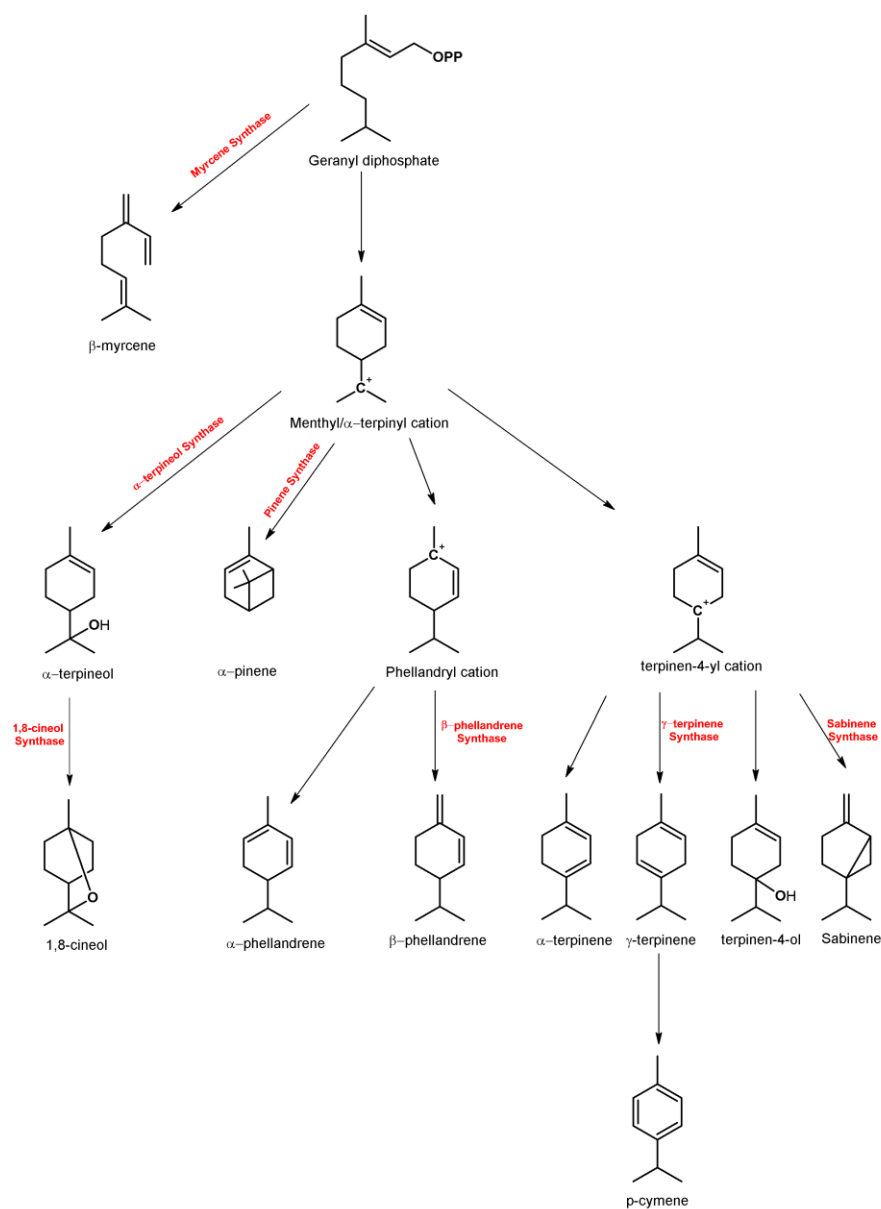 OPP
Geranyl diphosphate
Myrcene Synthase
β-myrcene
C+
Menthyl/α-terpinyl cation
α-terpineol Synthase
Pinene Synthase
OH
α-terpineol
α-pinene
C+
Phellandryl cation
C+
terpinen-4-yl cation
1,8-cineol
Synthase
β-phellandrene
Synthase
γ-terpinene
Synthase
Sabinene
Synthase
O
1,8-cineol
α-phellandrene
β-phellandrene
α-terpinene
γ-terpinene
OH
terpinen-4-ol
Sabinene
p-cymene